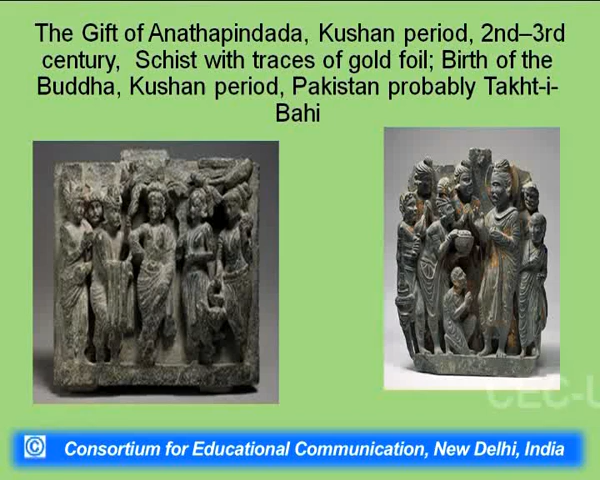 The Gift of Anathapindada, Kushan period, 2nd–3rd
century,  Schist with traces of gold foil; Birth of the
Buddha, Kushan period, Pakistan probably Takht-i-
Bahi
CEC-U
© Consortium for Educational Communication, New Delhi, India